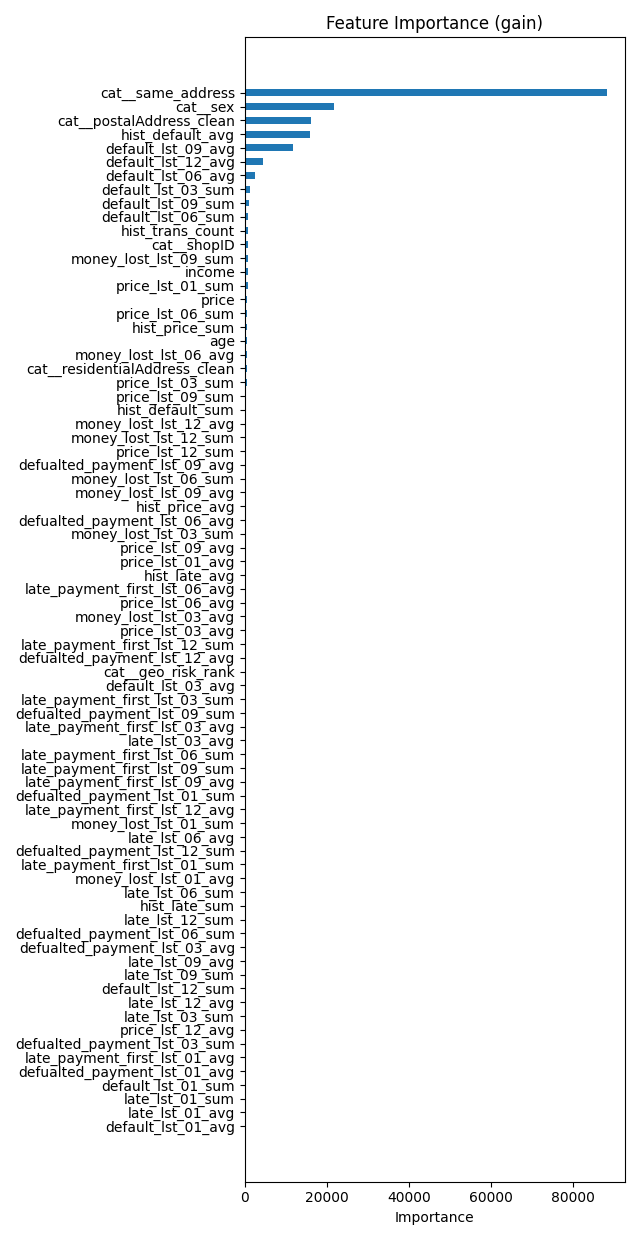 Feature Importance (gain)
cat__same_address
cat__sex
cat__postalAddress_clean
hist_default_avg
default_lst_09_avg
default_lst_12_avg
default_lst_06_avg
default_lst_03_sum
default_lst_09_sum
default_lst_06_sum
hist_trans_count
cat__shopID
money_lost_lst_09_sum
income
price_lst_01_sum
price
price_lst_06_sum
hist_price_sum
age
money_lost_lst_06_avg
cat__residentialAddress_clean
price_lst_03_sum
price_lst_09_sum
hist_default_sum
money_lost_lst_12_avg
money_lost_lst_12_sum
price_lst_12_sum
defualted_payment_lst_09_avg
money_lost_lst_06_sum
money_lost_lst_09_avg
hist_price_avg
defualted_payment_lst_06_avg
money_lost_lst_03_sum
price_lst_09_avg
price_lst_01_avg
hist_late_avg
late_payment_first_lst_06_avg
price_lst_06_avg
money_lost_lst_03_avg
price_lst_03_avg
late_payment_first_lst_12_sum
defualted_payment_lst_12_avg
cat__geo_risk_rank
default_lst_03_avg
late_payment_first_lst_03_sum
defualted_payment_lst_09_sum
late_payment_first_lst_03_avg
late_lst_03_avg
late_payment_first_lst_06_sum
late_payment_first_lst_09_sum
late_payment_first_lst_09_avg
defualted_payment_lst_01_sum
late_payment_first_lst_12_avg
money_lost_lst_01_sum
late_lst_06_avg
defualted_payment_lst_12_sum
late_payment_first_lst_01_sum
money_lost_lst_01_avg
late_lst_06_sum
hist_late_sum
late_lst_12_sum
defualted_payment_lst_06_sum
defualted_payment_lst_03_avg
late_lst_09_avg
late_lst_09_sum
default_lst_12_sum
late_lst_12_avg
late_lst_03_sum
price_lst_12_avg
defualted_payment_lst_03_sum
late_payment_first_lst_01_avg
defualted_payment_lst_01_avg
default_lst_01_sum
late_lst_01_sum
late_lst_01_avg
default_lst_01_avg
0 20000 40000 60000 80000
Importance